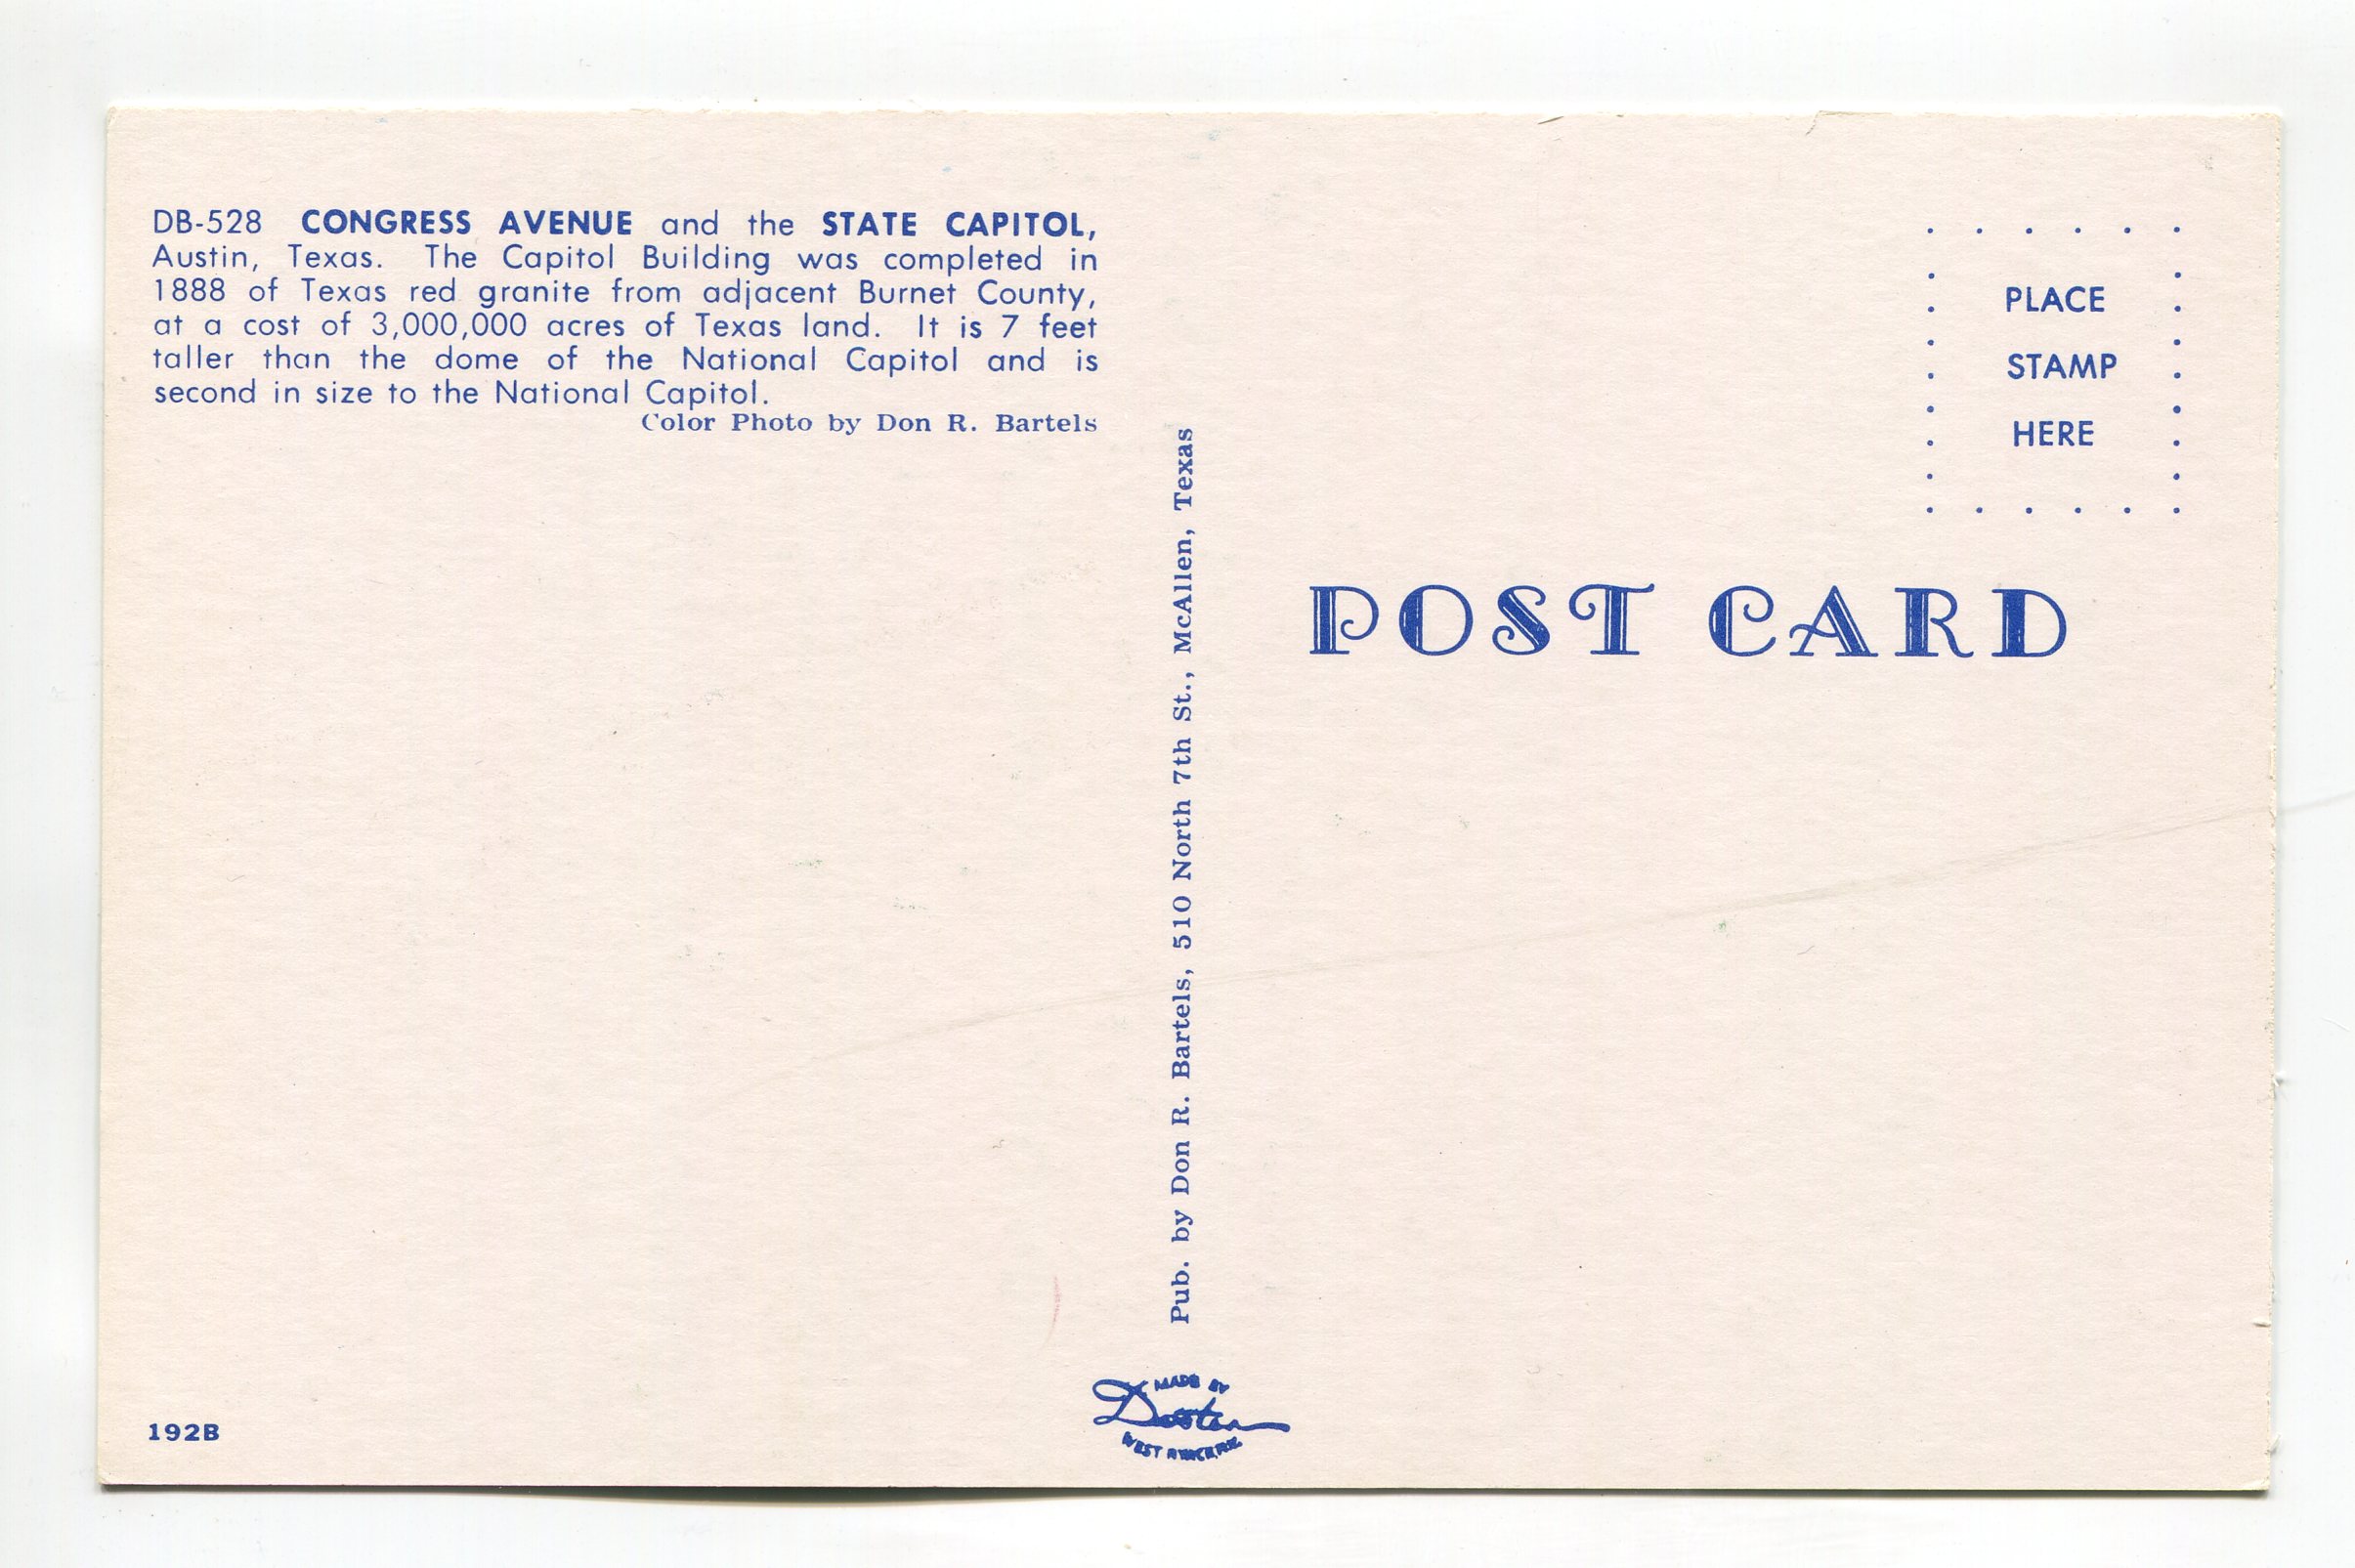 DB-528 CONGRESS AVENUE and the STATE CAPITOL,
Austin, Texas. The Capitol Building was completed in
1888 of Texas red granite from adjacent Burnet County,
at a cost of 3,000,000 acres of Texas land. It is 7 feet
taller than the dome of the National Capitol and is
second in size to the National Capitol.
Color Photo by Don R. Bartels
192B
Pub. by Don R. Bartels, 510 North 7th St., McAllen, Texas
MADE BY
WEST
PLACE
STAMP
HERE
POST CARD